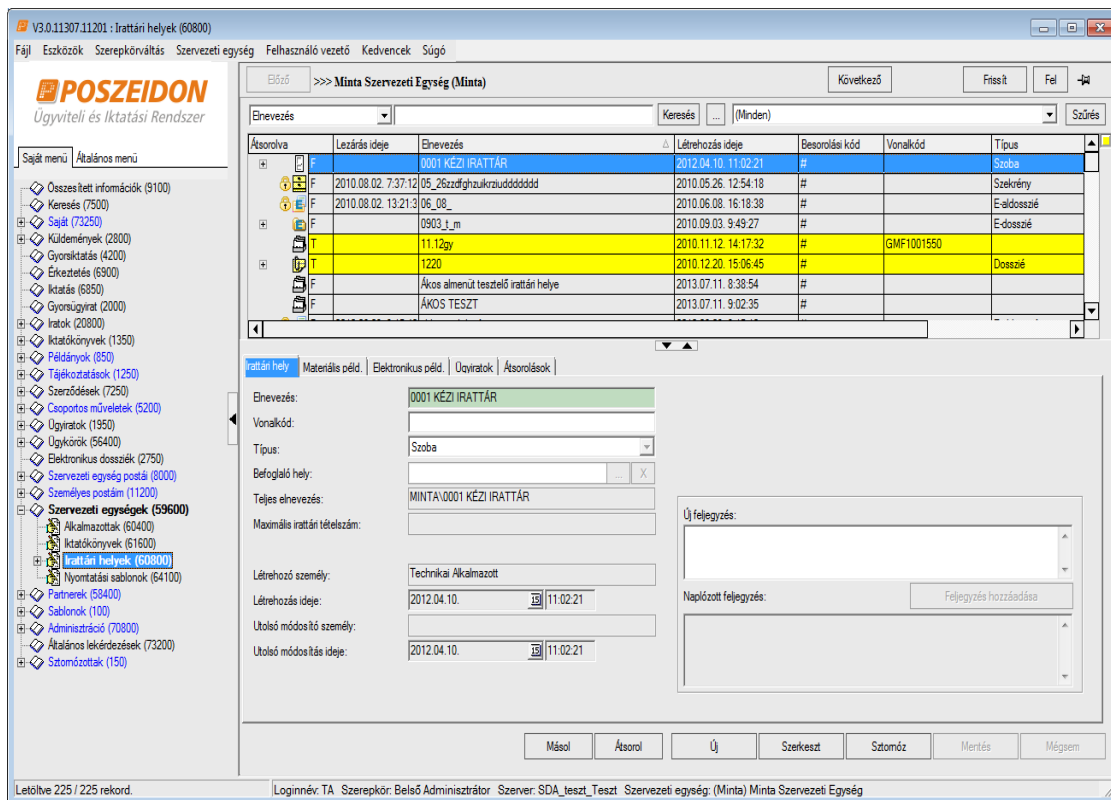 V3.0.11307.11201 : Irattári helyek (60800)
Fájl Eszközök Szerepkörváltás Szervezeti egység Felhasználó vezető Kedvencek Súgó
POSZEIDON
Ügyviteli és Iktatási Rendszer
Saját menü Általános menü
Összesített információk (9100)
Keresés (7500)
Saját (73250)
Küldemények (2800)
Gyorsiktatás (4200)
Érkeztetés (6900)
Iktatás (6850)
Gyorsügyirat (2000)
Iratok (20800)
Iktatókönyvek (1350)
Példányok (850)
Tájékoztatások (1250)
Szerződések (7250)
Csoportos műveletek (5200)
Ügyiratok (1950)
Ügykörök (56400)
Elektronikus dossziék (2750)
Szervezeti egység postái (8000)
Személyes postáim (11200)
Szervezeti egységek (59600)
Alkalmazottak (60400)
Iktatókönyvek (61600)
Irattári helyek (60800)
Nyomtatási sablonok (64100)
Partnerek (58400)
Sablonok (100)
Adminisztráció (70800)
Általános lekérdezések (73200)
Sztornózottak (150)
Előző >>> Minta Szervezeti Egység (Minta) Következő Frissít Fel
Elnevezés Keresés ... (Minden) Szűrés
Átsorolva Lezárás ideje Elnevezés Létrehozás ideje Besorolási kód Vonalkód Típus
F 0001 KÉZI IRATTÁR 2012.04.10. 11:02:21 # Szoba
F 2010.08.02. 7:37:12 05_26zzdfghzuikrziuddddddd 2010.05.26. 12:54:18 # Szekrény
F 2010.08.02. 13:21:3 06_08_ 2010.06.08. 16:18:38 # E-aldosszié
F 0903_t_m 2010.09.03. 9:49:27 # E-dosszié
T 11.12gy 2010.11.12. 14:17:32 # GMF1001550
T 1220 2010.12.20. 15:06:45 # Dosszié
F Ákos almenüt tesztelő irattári helye 2013.07.11. 8:38:54 #
F ÁKOS TESZT 2013.07.11. 9:02:35 #
Irattári hely Materiális péld. Elektronikus péld. Ügyiratok Átsorolások
Elnevezés: 0001 KÉZI IRATTÁR
Vonalkód:
Típus: Szoba
Befoglaló hely: ... X
Teljes elnevezés: MINTA\0001 KÉZI IRATTÁR
Maximális irattári tételszám:
Létrehozó személy: Technikai Alkalmazott
Létrehozás ideje: 2012.04.10. 15 11:02:21
Utolsó módosító személy:
Utolsó módosítás ideje: 2012.04.10. 15 11:02:21
Új feljegyzés:
Naplózott feljegyzés: Feljegyzés hozzáadása
Másol Átsorol Új Szerkeszt Sztornóz Mentés Mégsem
Letöltve 225 / 225 rekord. Loginnév: TA Szerepkör: Belső Adminisztrátor Szerver: SDA_teszt_Teszt Szervezeti egység: (Minta) Minta Szervezeti Egység